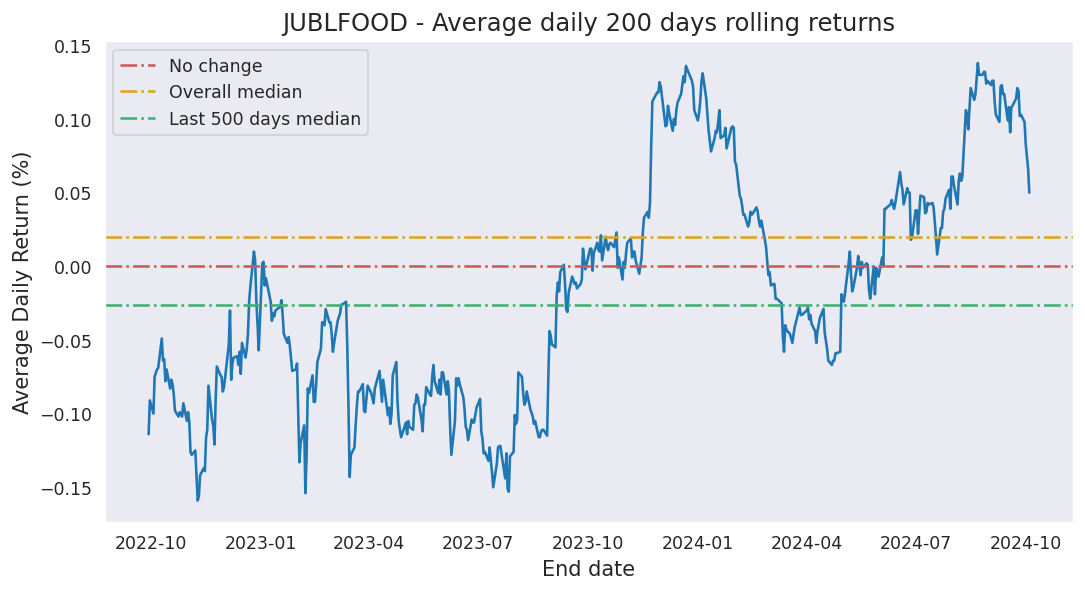 JUBLFOOD - Average daily 200 days rolling returns
No change
Overall median
Last 500 days median
Average Daily Return (%)
0.15
0.10
0.05
0.00
−0.05
−0.10
−0.15
2022-10 2023-01 2023-04 2023-07 2023-10 2024-01 2024-04 2024-07 2024-10
End date